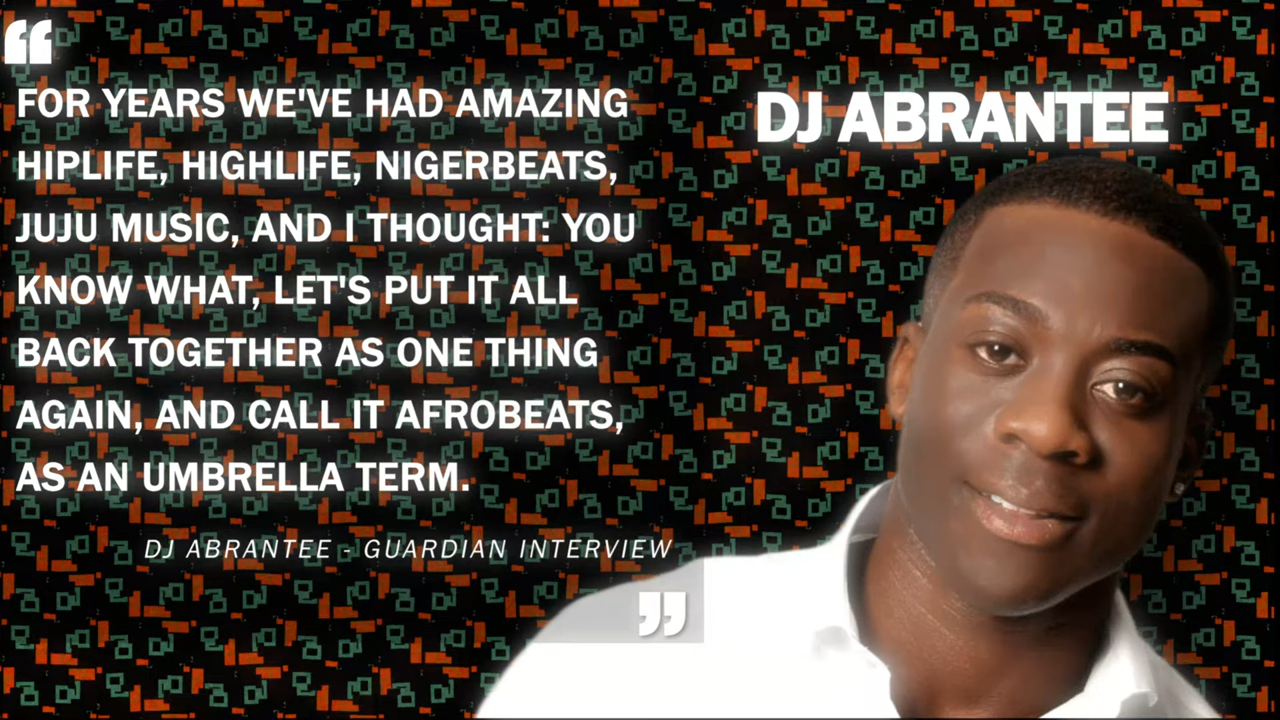 “
FOR YEARS WE'VE HAD AMAZING
HIPLIFE, HIGHLIFE, NIGERBEATS,
JUJU MUSIC, AND I THOUGHT: YOU
KNOW WHAT, LET'S PUT IT ALL
BACK TOGETHER AS ONE THING
AGAIN, AND CALL IT AFROBEATS,
AS AN UMBRELLA TERM.
DJ ABRANTEE - GUARDIAN INTERVIEW
”
DJ ABRANTEE